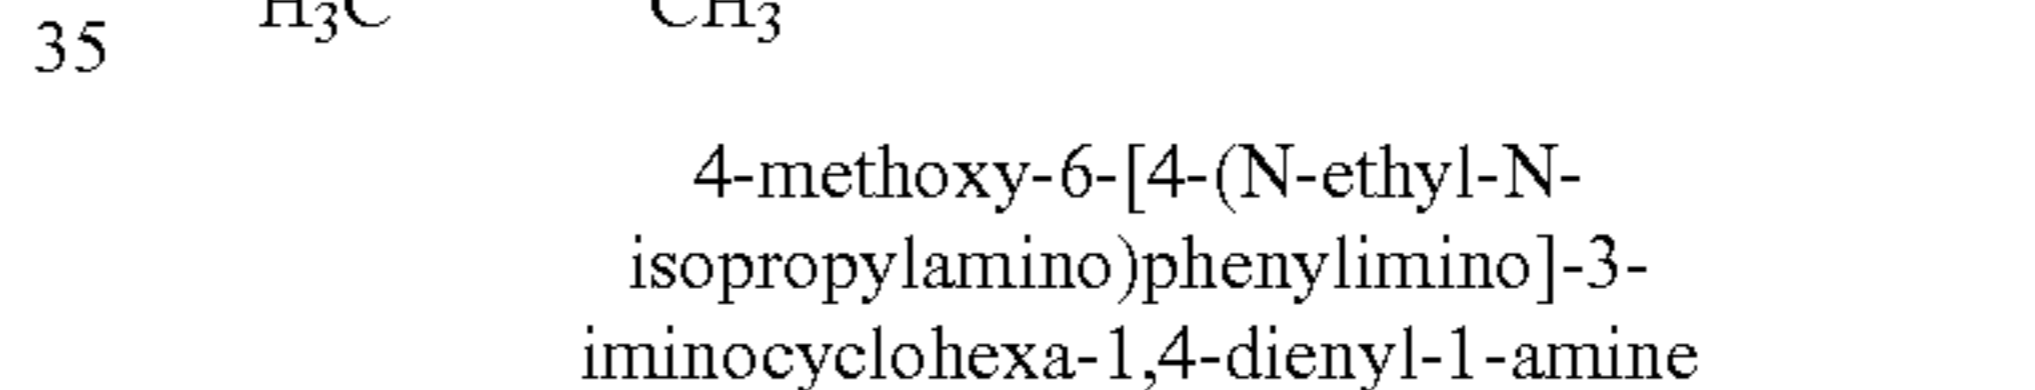 H3C CH3
35
4-methoxy-6-[4-(N-ethyl-N-
isopropylamino)phenylimino]-3-
iminocyclohexa-1,4-dienyl-1-amine